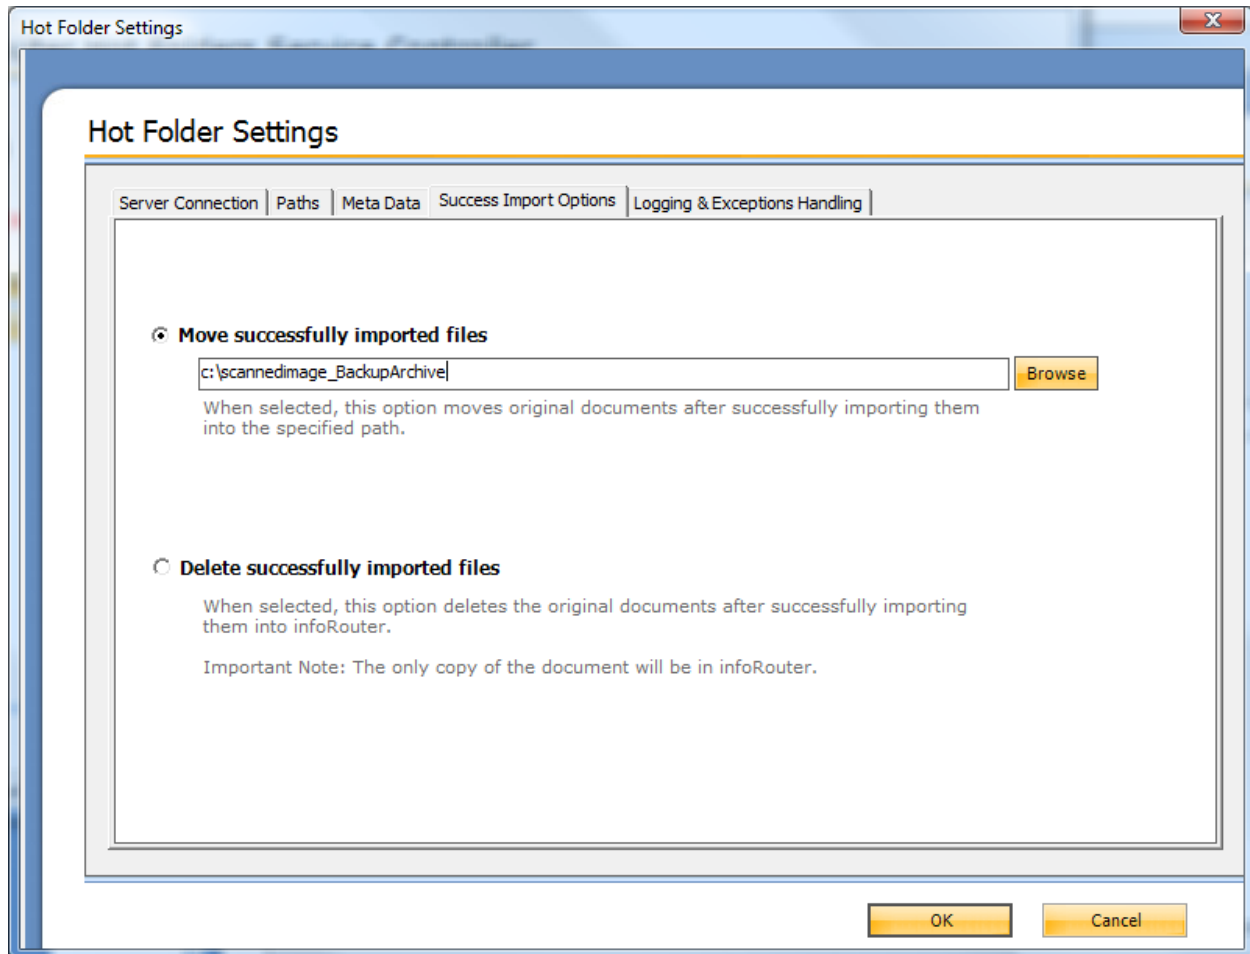 Hot Folder Settings
Hot Folder Settings
Server Connection Paths Meta Data Success Import Options Logging & Exceptions Handling
Move successfully imported files
c:\scannedimage_BackupArchive
Browse
When selected, this option moves original documents after successfully importing them
into the specified path.
Delete successfully imported files
When selected, this option deletes the original documents after successfully importing
them into infoRouter.
Important Note: The only copy of the document will be in infoRouter.
OK Cancel